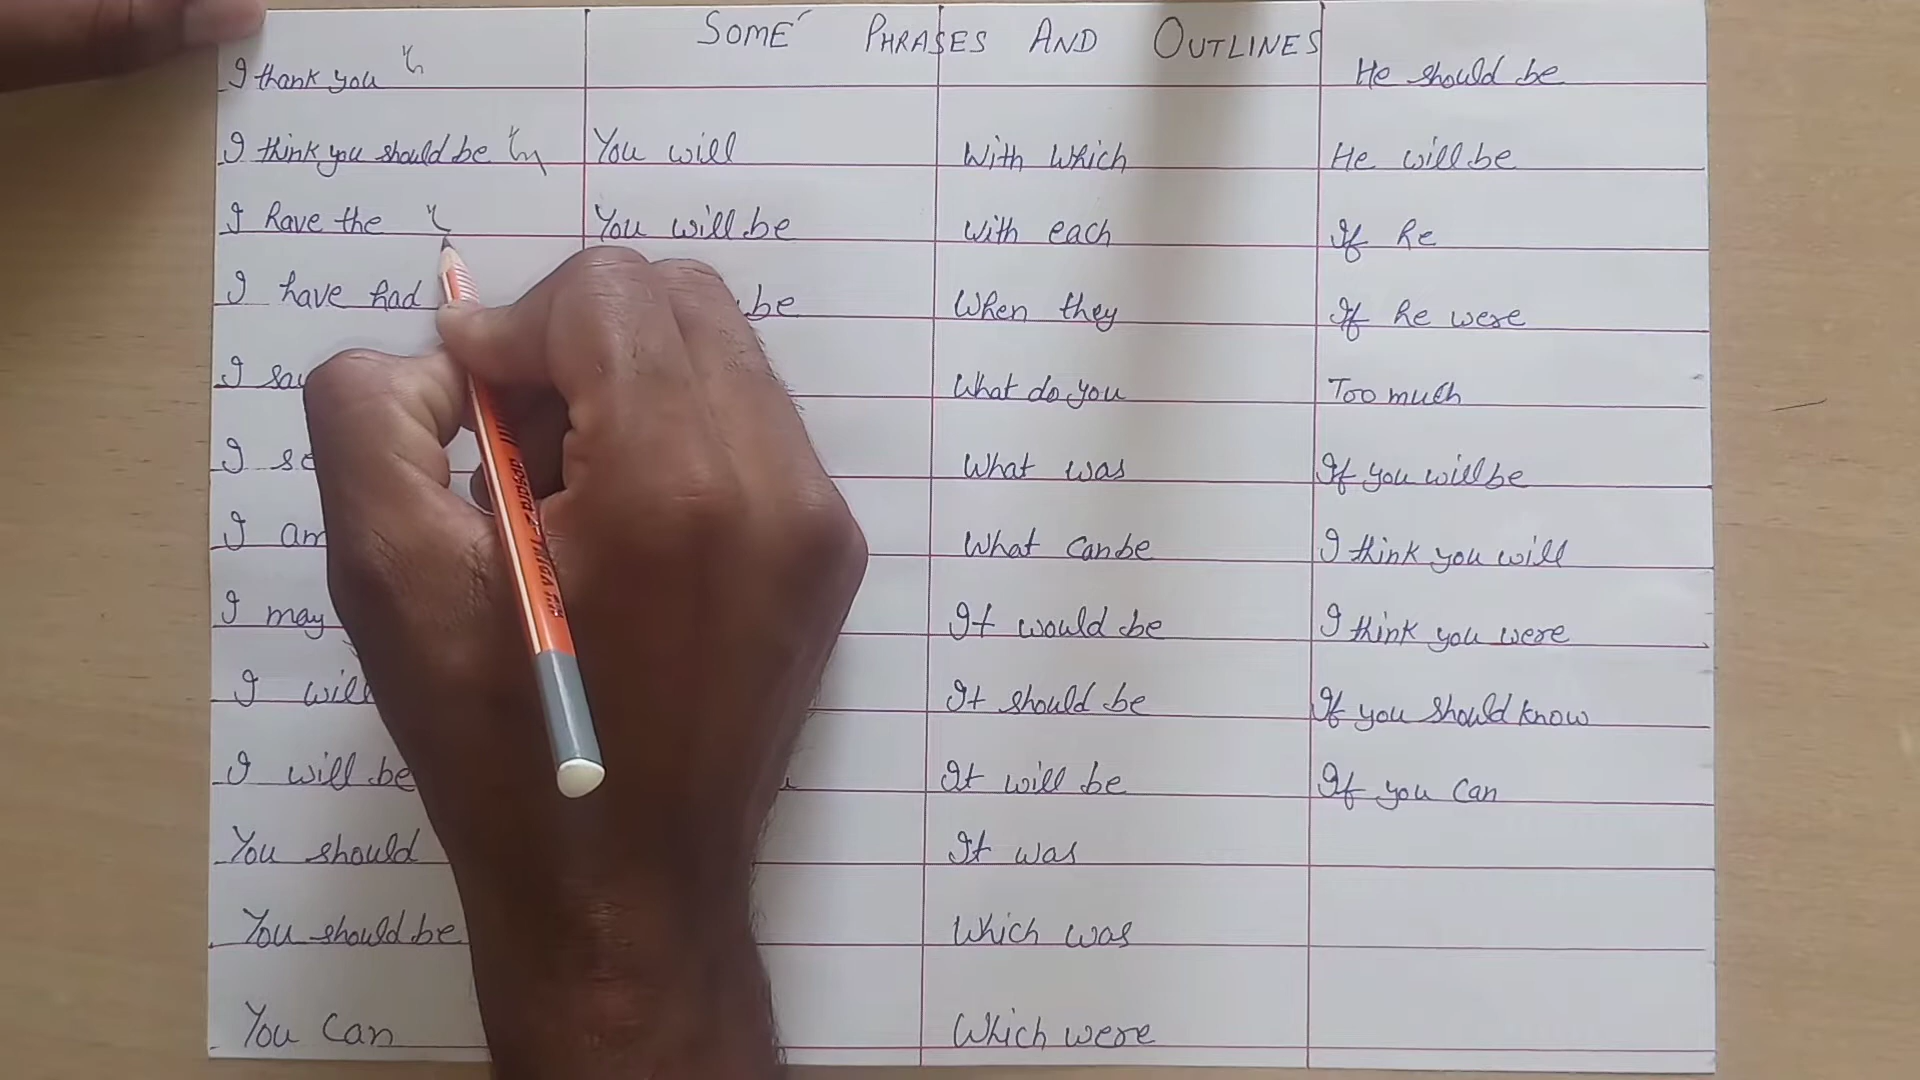 SOME PHRASES AND OUTLINES
I thank you
I think you should be
I have the
I have had
I
I
I am
I may
I will
I will be
You should
You should be
You can
You will
You will be
be
With which
With each
When they
What do you
What was
What can be
It would be
It should be
It will be
It was
Which was
Which were
He should be
He will be
If he
If he were
Too much
If you will be
I think you will
I think you were
If you should know
If you can
apsara